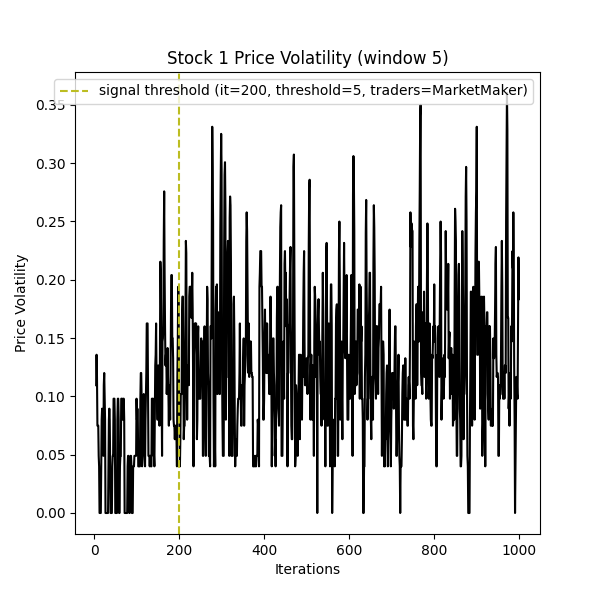 Stock 1 Price Volatility (window 5)
signal threshold (it=200, threshold=5, traders=MarketMaker)
0.35
0.30
0.25
0.20
0.15
0.10
0.05
0.00
Price Volatility
0 200 400 600 800 1000
Iterations